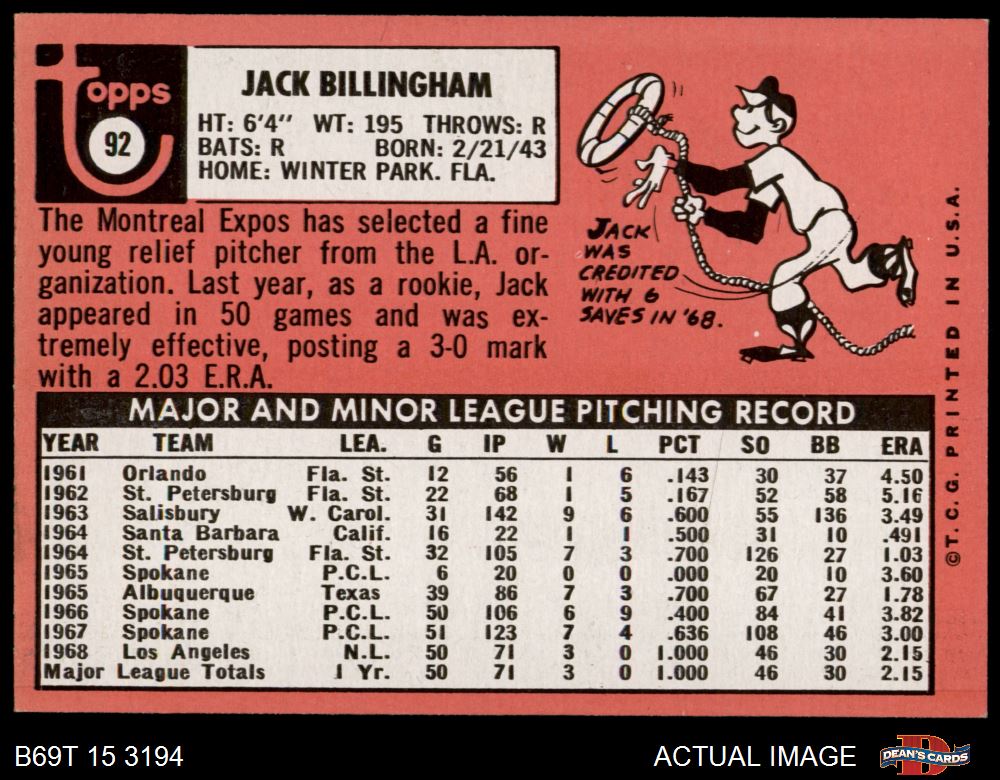 topps
92
JACK BILLINGHAM
HT: 6'4" WT: 195 THROWS: R
BATS: R BORN: 2/21/43
HOME: WINTER PARK. FLA.
The Montreal Expos has selected a fine
young relief pitcher from the L.A. or-
ganization. Last year, as a rookie, Jack
appeared in 50 games and was ex-
tremely effective, posting a 3-0 mark
with a 2.03 E.R.A.
JACK
WAS
CREDITED
WITH 6
SAVES IN '68.
©T.C.G. PRINTED IN U.S.A.
MAJOR AND MINOR LEAGUE PITCHING RECORD
YEAR TEAM LEA. G IP W L PCT SO BB ERA
1961 Orlando Fla. St. 12 56 1 6 .143 30 37 4.50
1962 St. Petersburg Fla. St. 22 68 1 5 .167 52 58 5.16
1963 Salisbury W. Carol. 31 142 9 6 .600 55 136 3.49
1964 Santa Barbara Calif. 16 22 1 1 .500 31 10 .491
1964 St. Petersburg Fla. St. 32 105 7 3 .700 126 27 1.03
1965 Spokane P.C.L. 6 20 0 0 .000 20 10 3.60
1965 Albuquerque Texas 39 86 7 3 .700 67 27 1.78
1966 Spokane P.C.L. 50 106 6 9 .400 84 41 3.82
1967 Spokane P.C.L. 51 123 7 4 .636 108 46 3.00
1968 Los Angeles N.L. 50 71 3 0 1.000 46 30 2.15
Major League Totals 1 Yr. 50 71 3 0 1.000 46 30 2.15
B69T 15 3194
ACTUAL IMAGE
DEAN'S CARDS